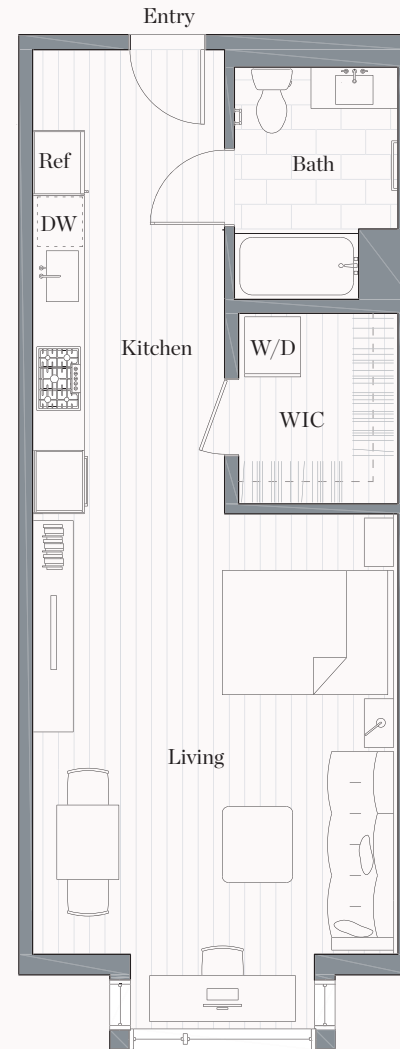 Entry
Ref
Bath
DW
Kitchen
W/D
WIC
Living